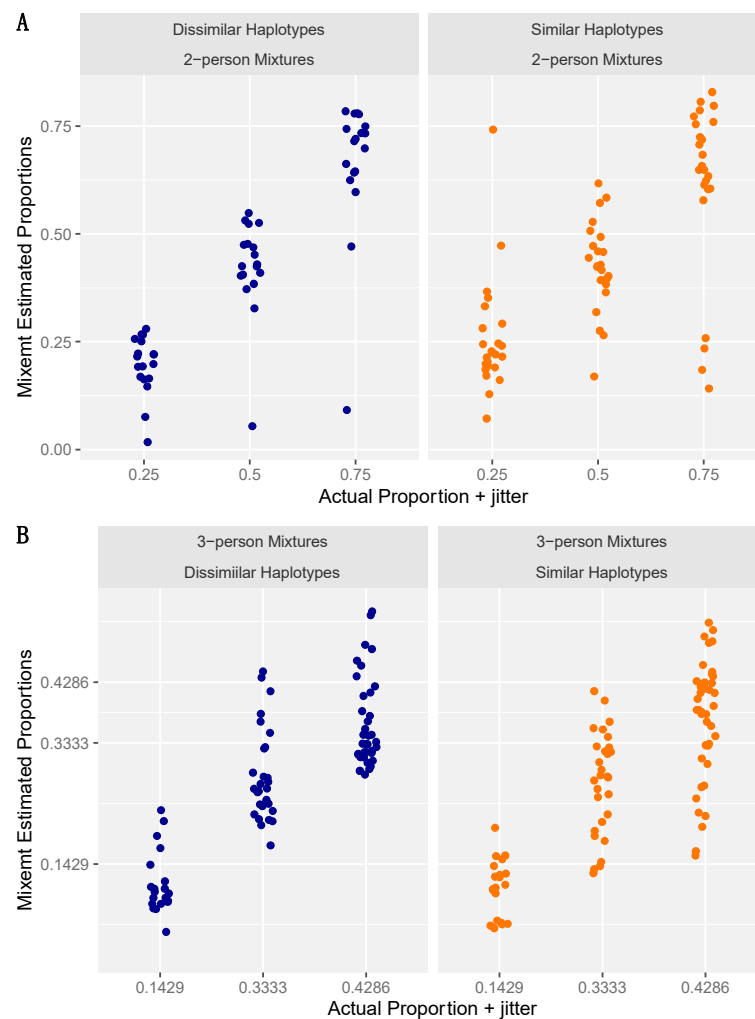 A
Dissimilar Haplotypes
2−person Mixtures
Similar Haplotypes
2−person Mixtures
Mixemt Estimated Proportions
0.75
0.50
0.25
0.00
0.25
0.5
0.75
0.25
0.5
0.75
Actual Proportion + jitter
B
3−person Mixtures
Dissimiilar Haplotypes
3−person Mixtures
Similar Haplotypes
Mixemt Estimated Proportions
0.4286
0.3333
0.1429
0.1429
0.3333
0.4286
0.1429
0.3333
0.4286
Actual Proportion + jitter